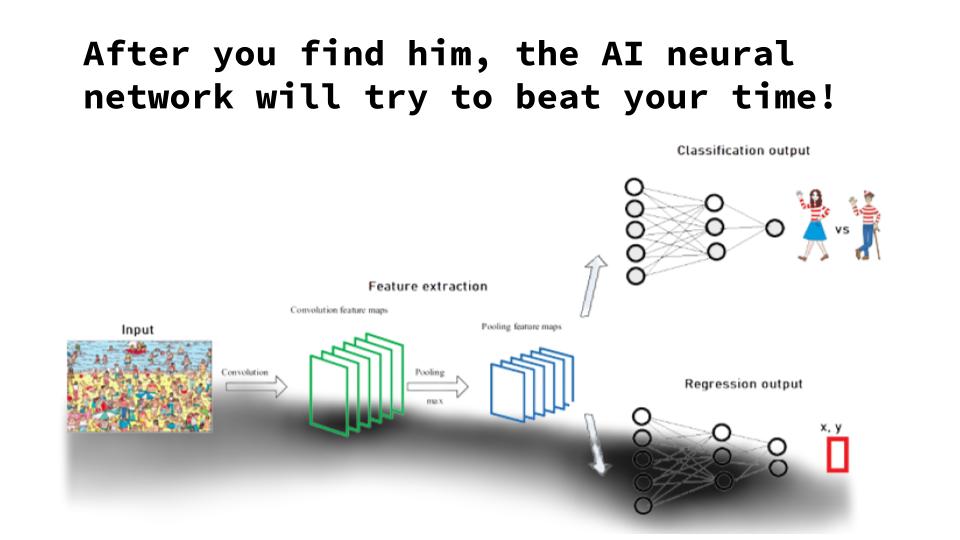 After you find him, the AI neural
network will try to beat your time!
Classification output
vs
Feature extraction
Convolution feature maps
Pooling feature maps
Input
Convolution
Pooling
max
Regression output
x, y